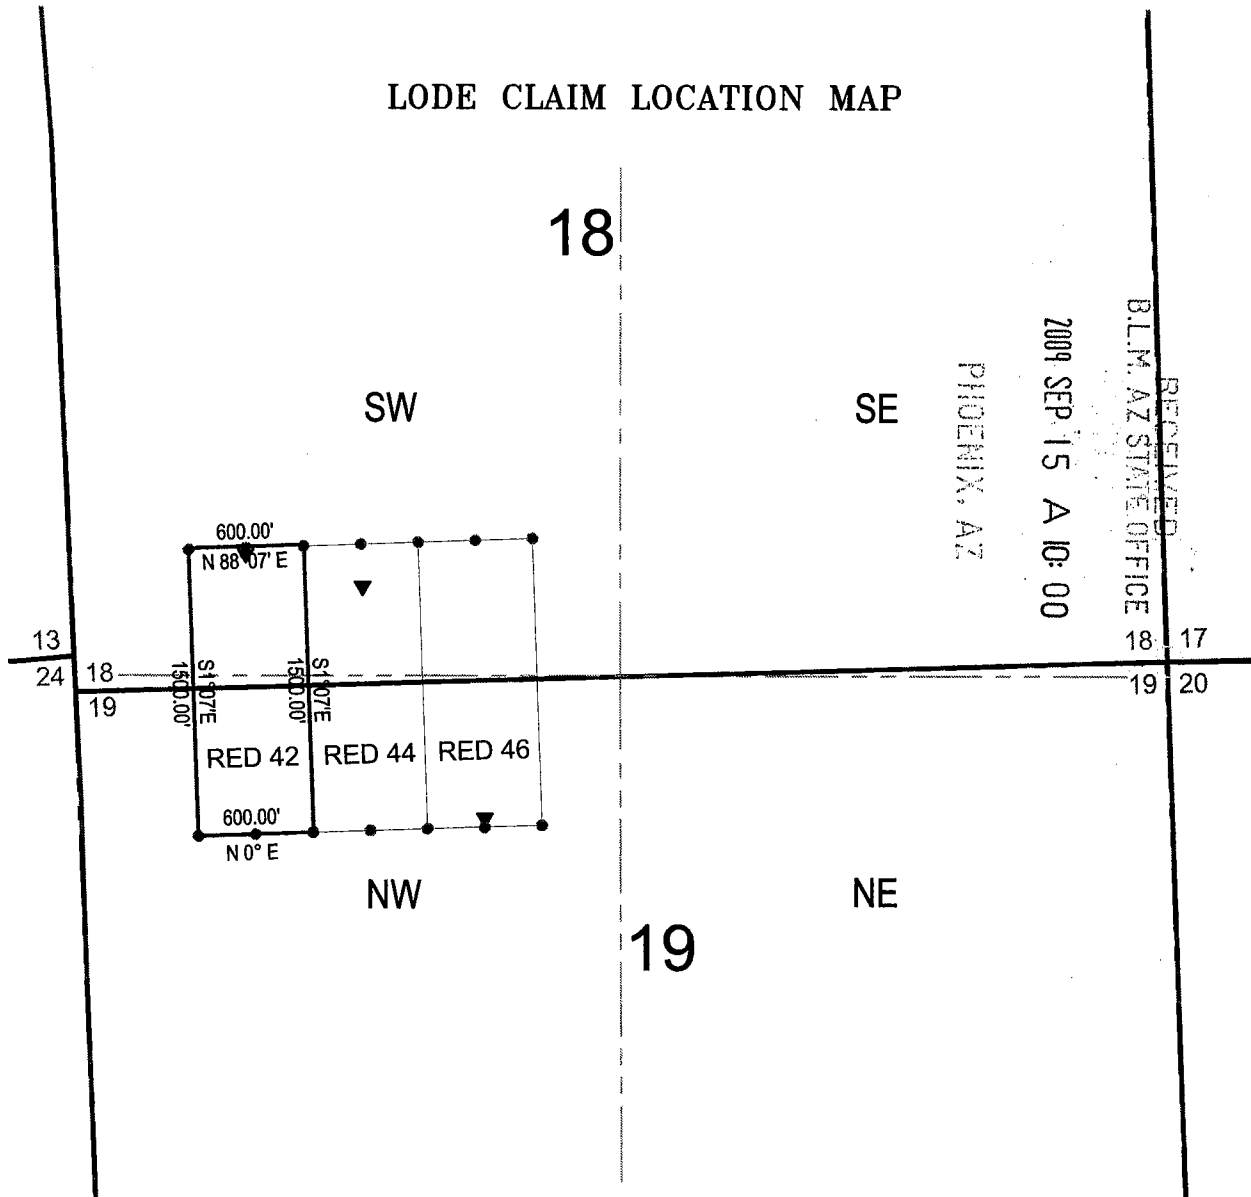 LODE CLAIM LOCATION MAP
18
SW
SE
RECEIVED
B.L.M. AZ STATE OFFICE
2009 SEP 15 A 10:00
PHOENIX, AZ
600.00'
N 88°07' E
13
24
18
19
18
17
19
20
S1°07'E
1500.00'
S1°07'E
1500.00'
RED 42
RED 44
RED 46
600.00'
N 0° E
NW
NE
19